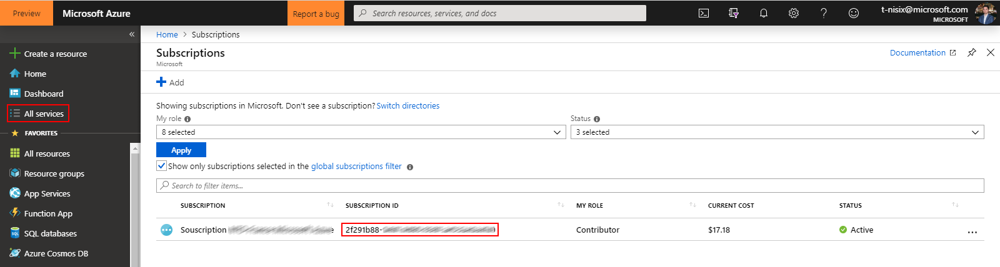 Preview
Microsoft Azure
Report a bug
Search resources, services, and docs
t-nisix@microsoft.com
MICROSOFT
Create a resource
Home
Dashboard
All services
FAVORITES
All resources
Resource groups
App Services
Function App
SQL databases
Azure Cosmos DB
Home > Subscriptions
Subscriptions
Microsoft
Documentation
Add
Showing subscriptions in Microsoft. Don't see a subscription? Switch directories
My role
Status
8 selected
3 selected
Apply
Show only subscriptions selected in the global subscriptions filter
Search to filter items...
SUBSCRIPTION SUBSCRIPTION ID MY ROLE CURRENT COST STATUS
Souscription 2f291b88- Contributor $17.18 Active ...